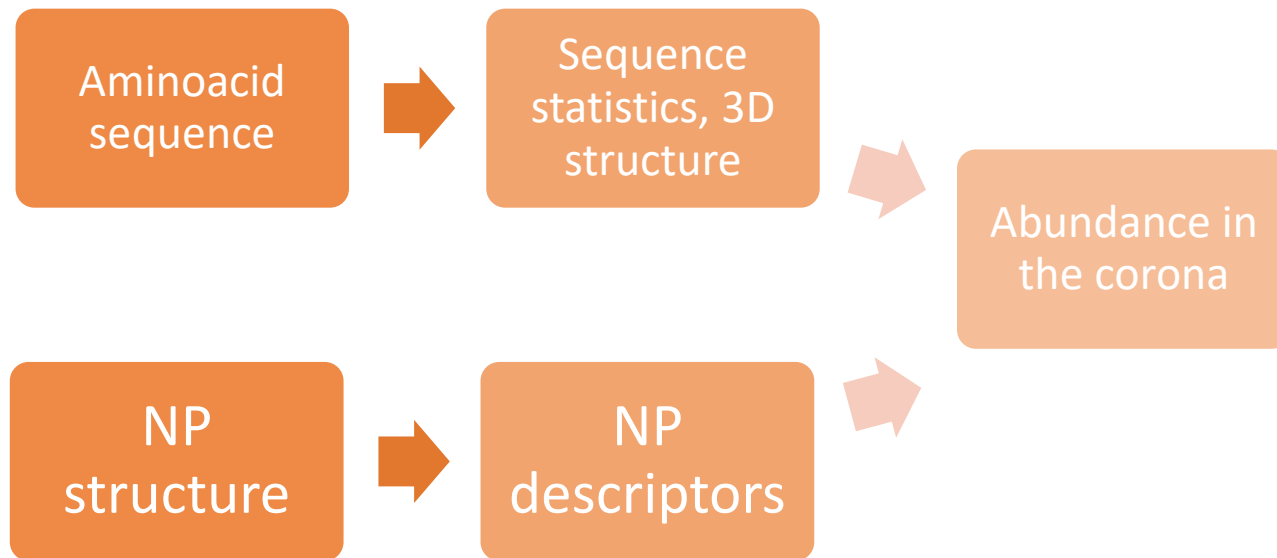 Aminoacid
sequence
Sequence
statistics, 3D
structure
Abundance in
the corona
NP
structure
NP
descriptors